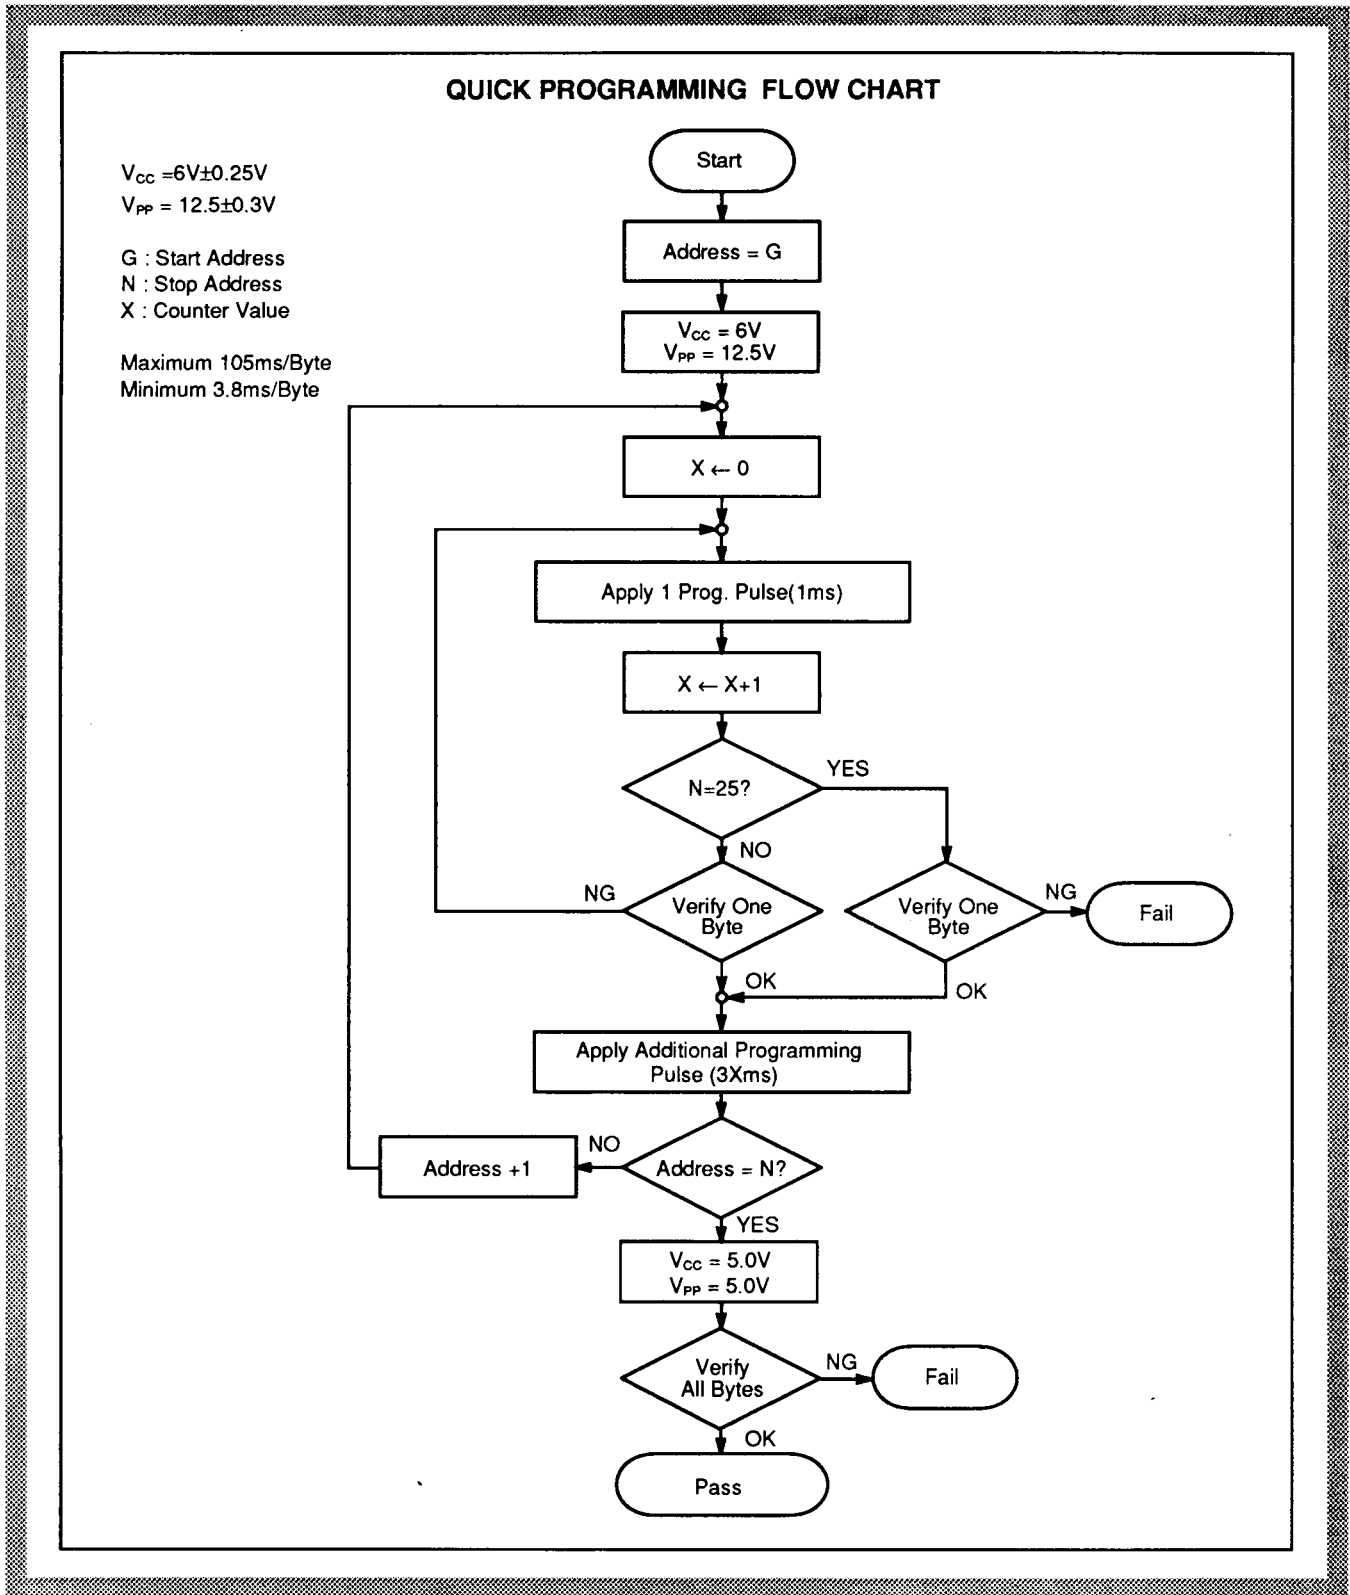 QUICK PROGRAMMING FLOW CHART
VCC =6V±0.25V
VPP = 12.5±0.3V
G : Start Address
N : Stop Address
X : Counter Value
Maximum 105ms/Byte
Minimum 3.8ms/Byte
Start
Address = G
VCC = 6V
VPP = 12.5V
X ← 0
Apply 1 Prog. Pulse(1ms)
X ← X+1
N=25?
YES
NO
NG
Verify One
Byte
Verify One
Byte
NG
Fail
OK
OK
Apply Additional Programming
Pulse (3Xms)
Address +1
NO
Address = N?
YES
VCC = 5.0V
VPP = 5.0V
Verify
All Bytes
NG
Fail
OK
Pass